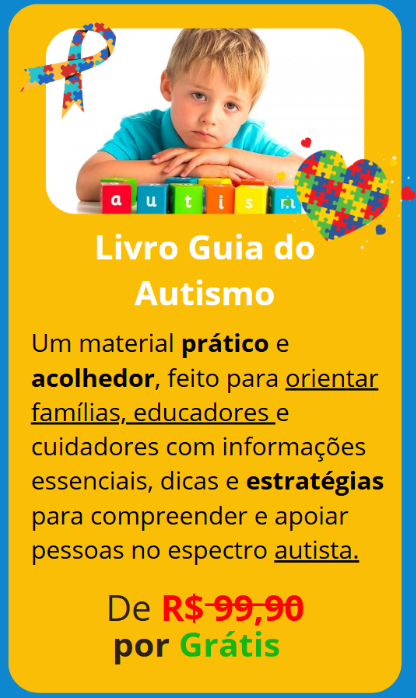 autism
Livro Guia do
Autismo
Um material prático e
acolhedor, feito para orientar
famílias, educadores e
cuidadores com informações
essenciais, dicas e estratégias
para compreender e apoiar
pessoas no espectro autista.
De R$ 99,90
por Grátis